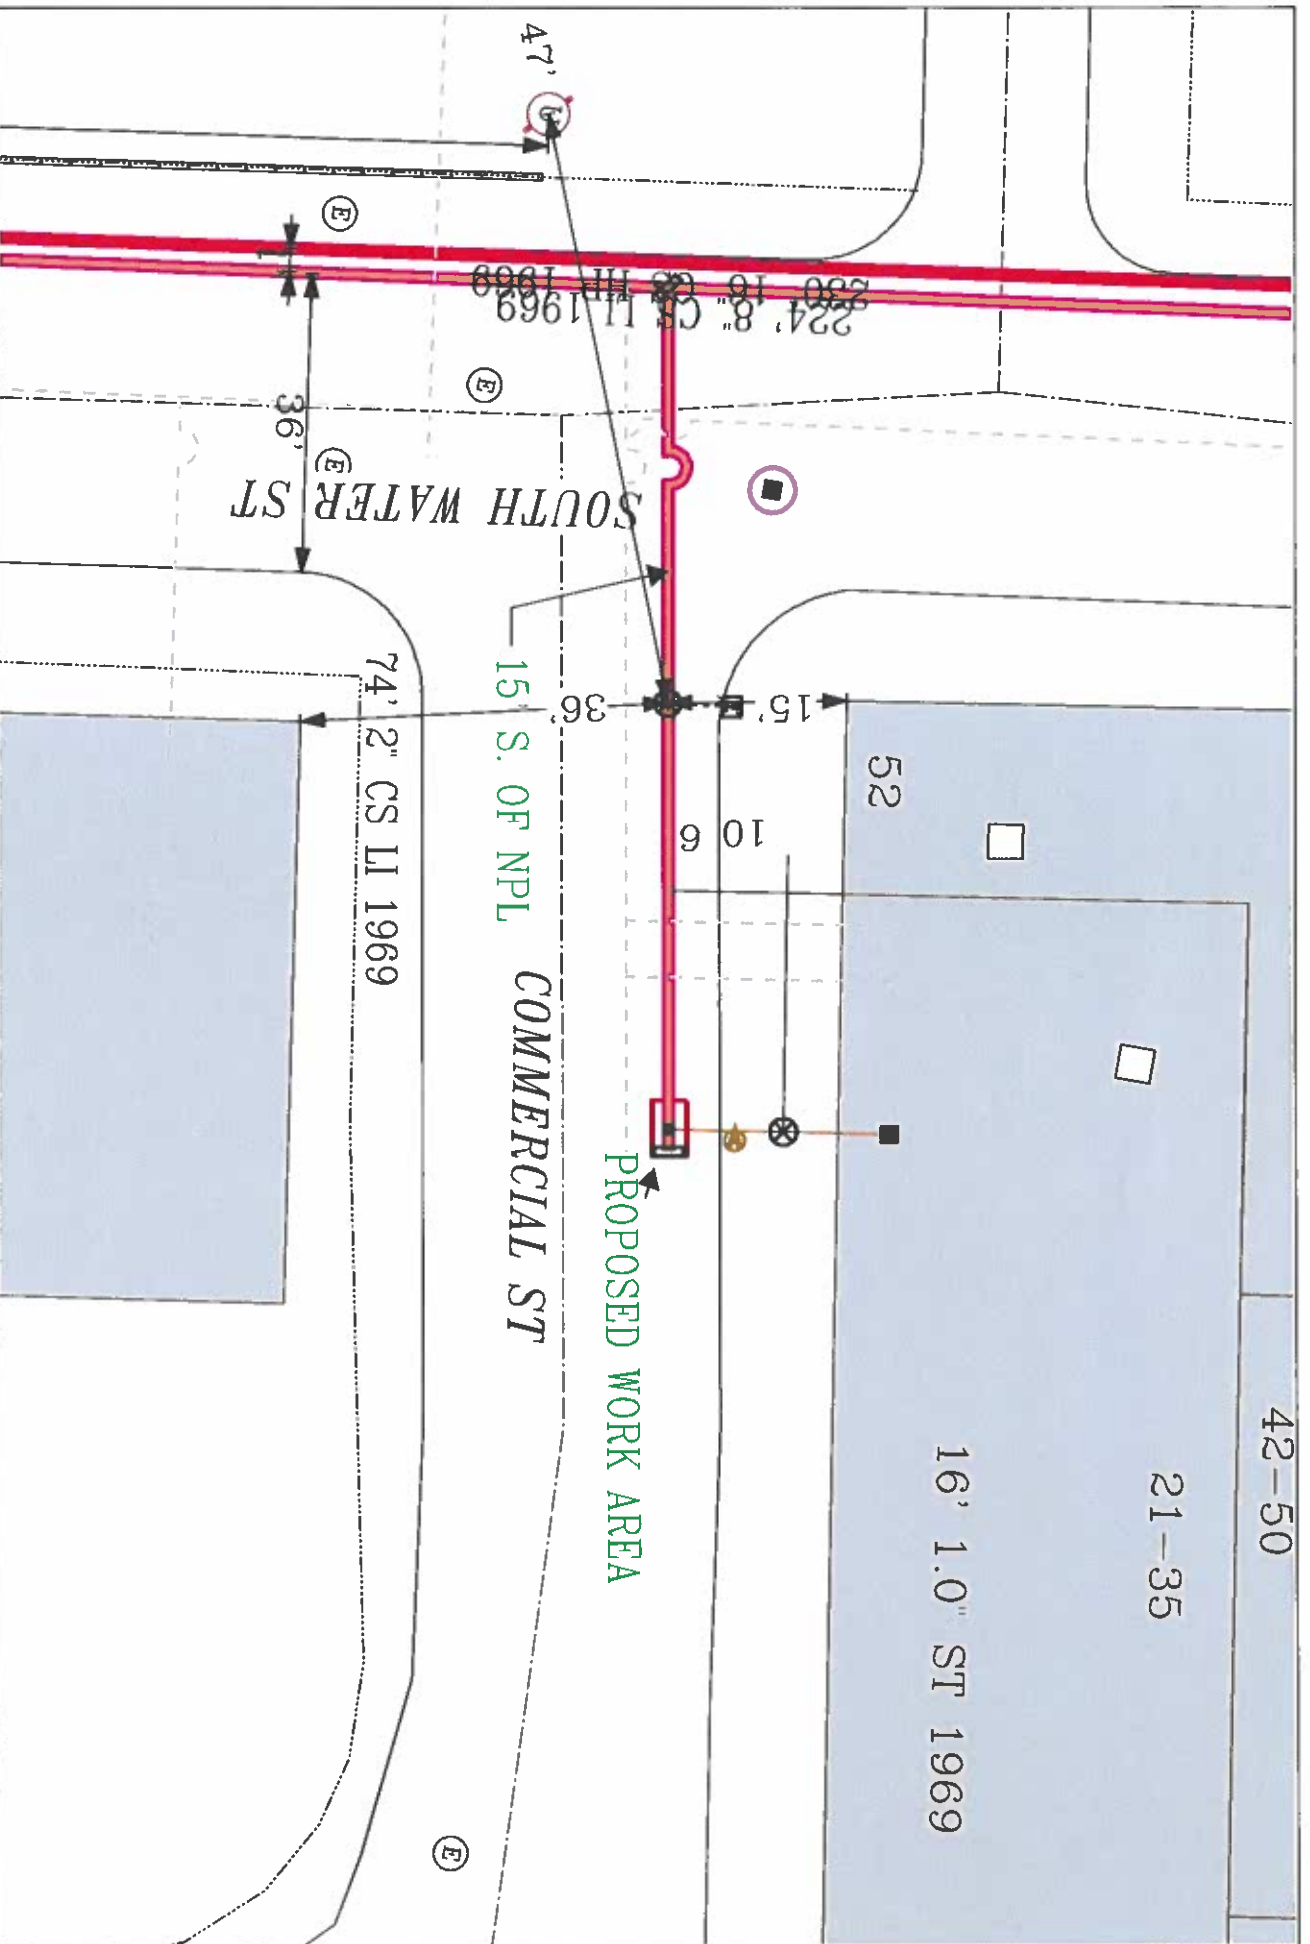 47'
E
1
230' 16" CS HI 1969
224' 8" CS LI 1969
E
36'
E
SOUTH WATER ST
15' S. OF NPL
36'
15'
52
74' 2" CS LI 1969
10 6
COMMERCIAL ST
PROPOSED WORK AREA
42-50
21-35
16' 1.0" ST 1969
E